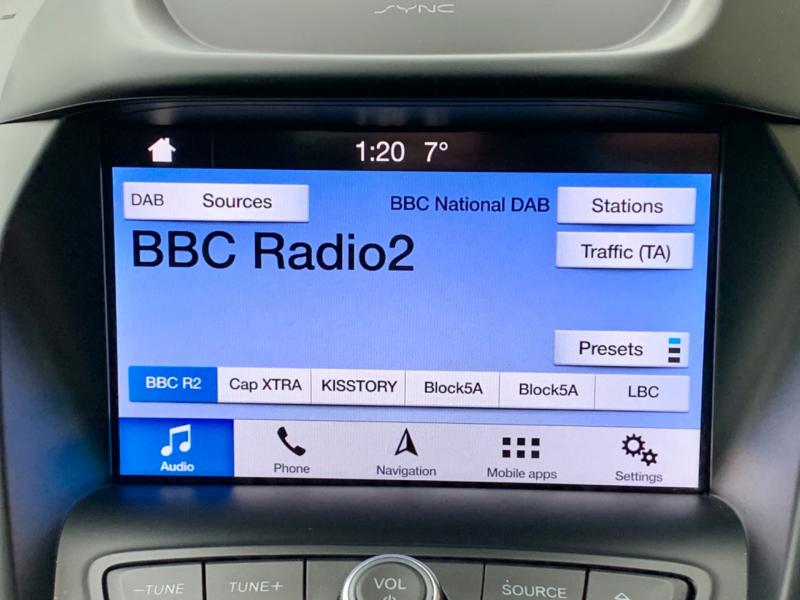 SYNC
1:20 7°
DAB Sources BBC National DAB Stations
BBC Radio2
Traffic (TA)
Presets
BBC R2 Cap XTRA KISSTORY Block5A Block5A LBC
Audio Phone Navigation Mobile apps Settings
−TUNE TUNE+ VOL SOURCE